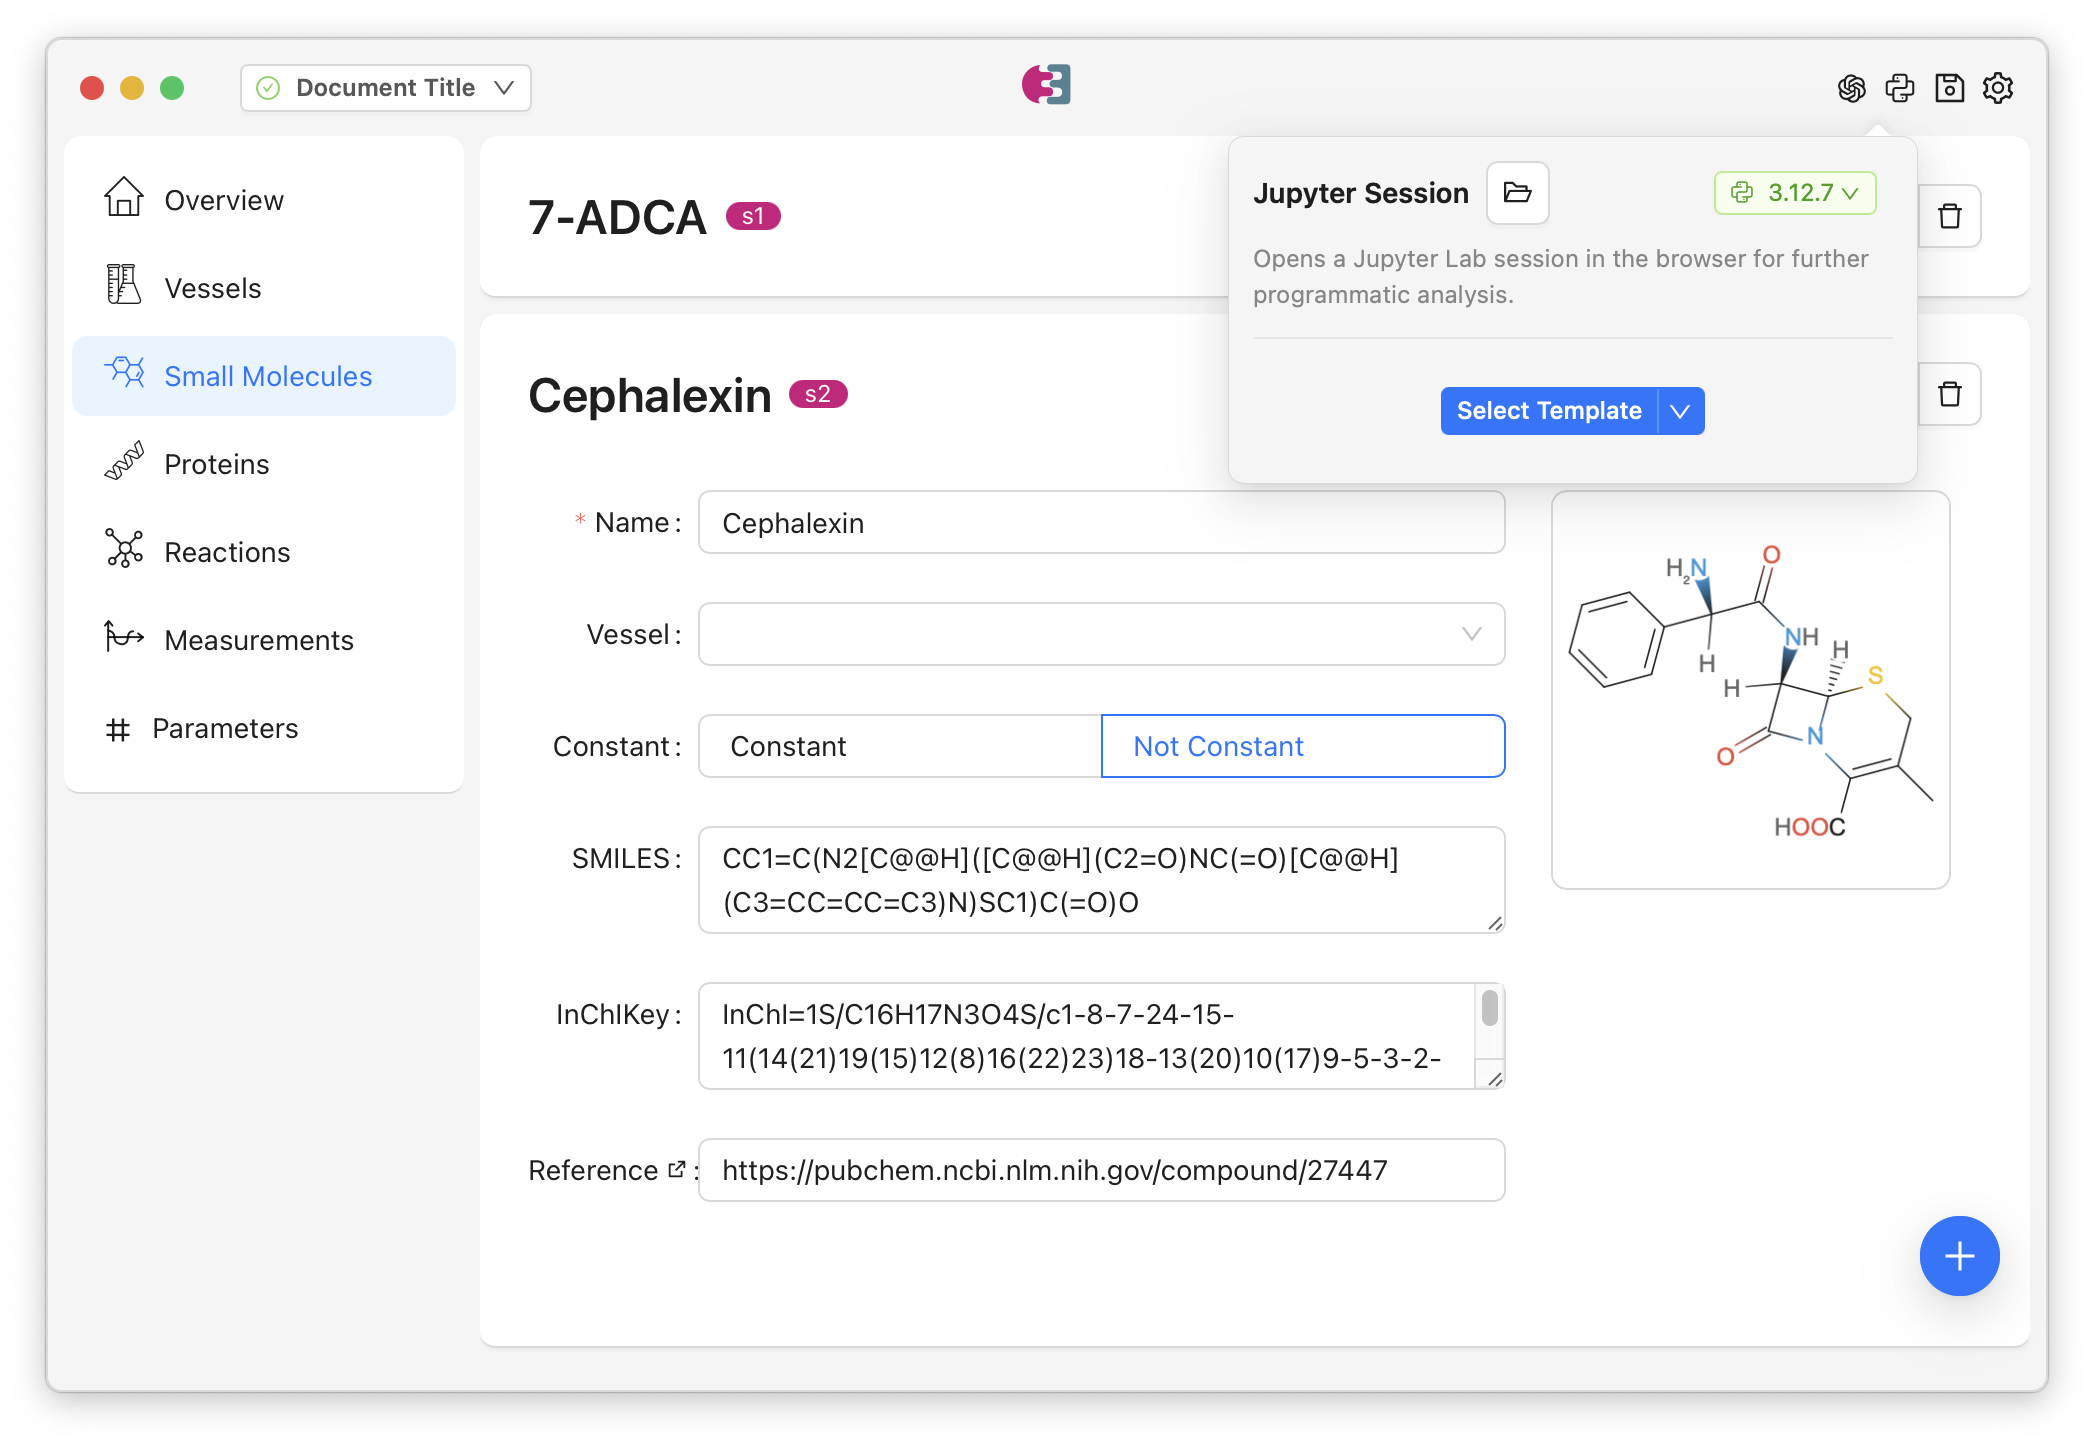 Document Title
Overview
Vessels
Small Molecules
Proteins
Reactions
Measurements
Parameters
7-ADCA s1
Jupyter Session
3.12.7
Opens a Jupyter Lab session in the browser for further
programmatic analysis.
Select Template
Cephalexin s2
* Name: Cephalexin
Vessel:
Constant: Constant Not Constant
SMILES: CC1=C(N2[C@@H]([C@@H](C2=O)NC(=O)[C@@H]
(C3=CC=CC=C3)N)SC1)C(=O)O
InChIKey: InChI=1S/C16H17N3O4S/c1-8-7-24-15-
11(14(21)19(15)12(8)16(22)23)18-13(20)10(17)9-5-3-2-
Reference : https://pubchem.ncbi.nlm.nih.gov/compound/27447
H2N
O
NH
H
H
H
S
N
O
HOOC